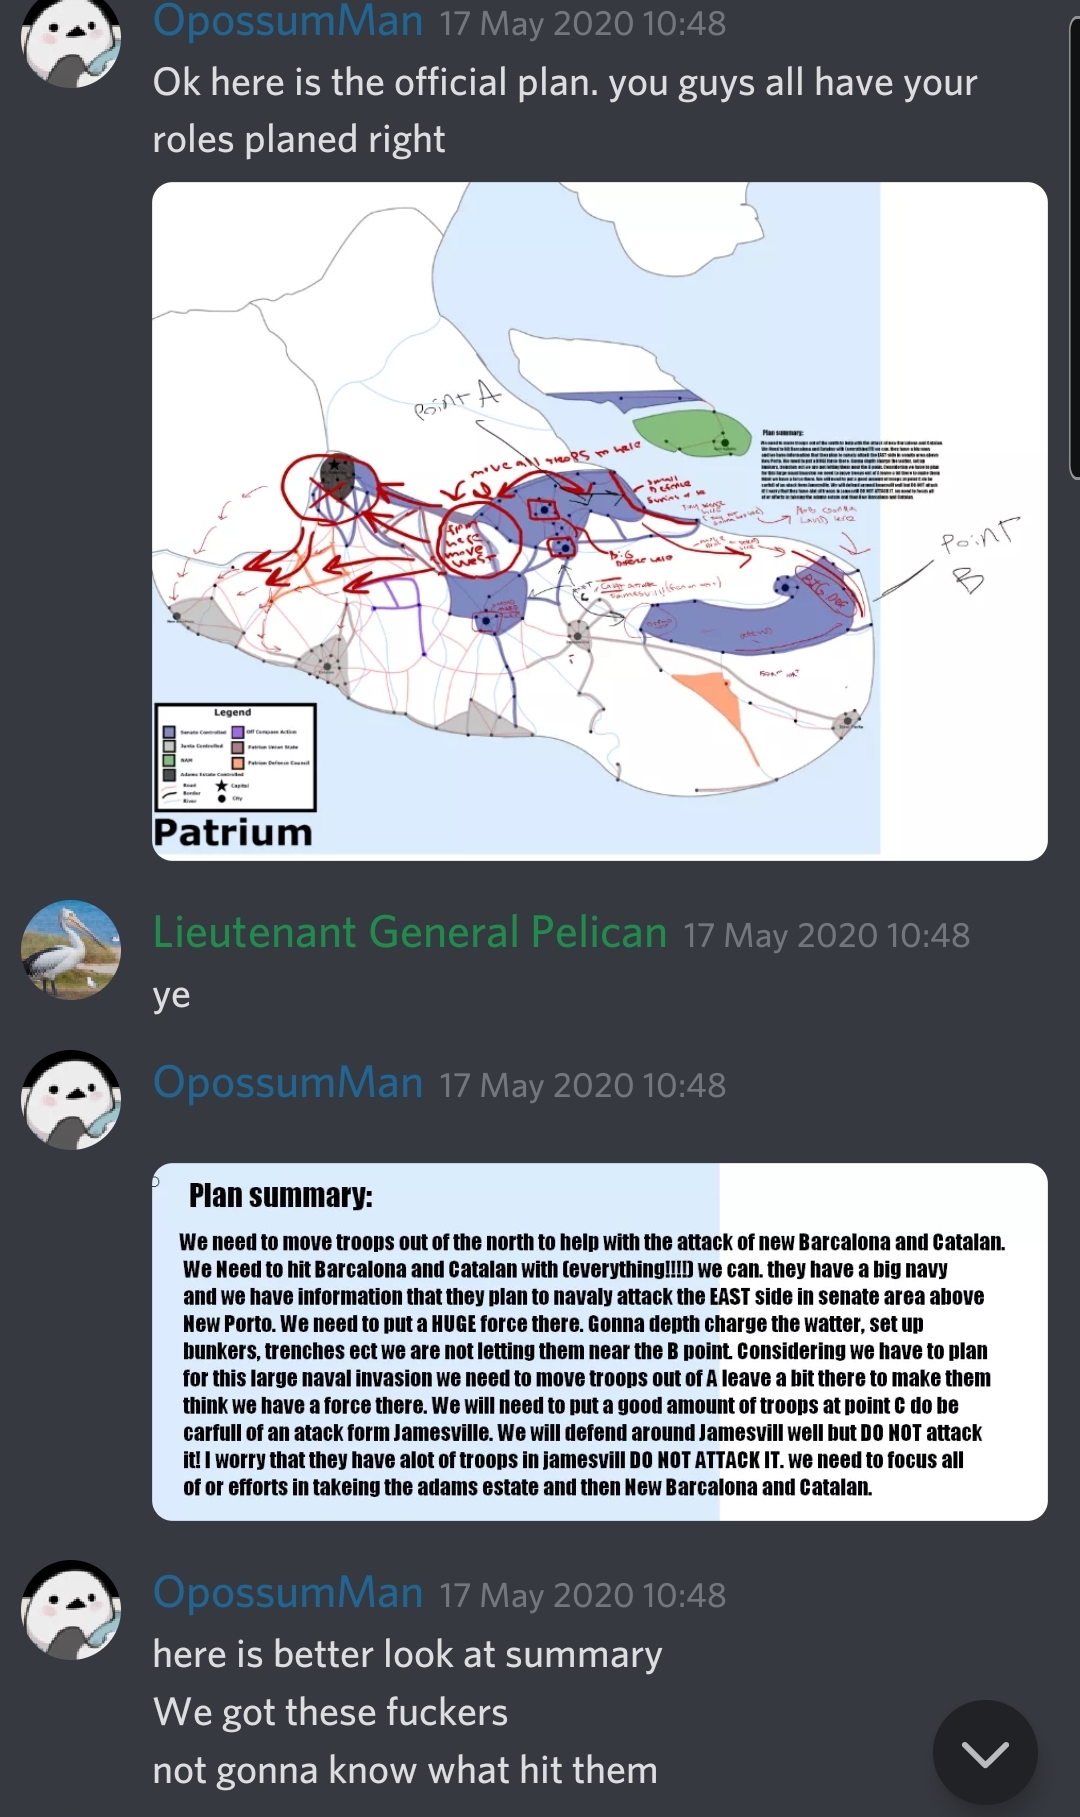 OpossumMan 17 May 2020 10:48
Ok here is the official plan. you guys all have your
roles planed right
Point A
move all troops to here
Plan summary:
Small
Defence
from
here
move
west
BiG
Defence here
Point
B
BIG DEF
Legend
Senate Controlled
Off Compass Action
Junta Controlled
Patrium Union State
Patrium Defence Council
Adams Estate Controlled
Road
Capital
Border
City
River
Patrium
Lieutenant General Pelican 17 May 2020 10:48
ye
OpossumMan 17 May 2020 10:48
Plan summary:
We need to move troops out of the north to help with the attack of new Barcalona and Catalan.
We Need to hit Barcalona and Catalan with (everything!!!!) we can. they have a big navy
and we have information that they plan to navaly attack the EAST side in senate area above
New Porto. We need to put a HUGE force there. Gonna depth charge the watter, set up
bunkers, trenches ect we are not letting them near the B point. Considering we have to plan
for this large naval invasion we need to move troops out of A leave a bit there to make them
think we have a force there. We will need to put a good amount of troops at point C do be
carfull of an atack form Jamesville. We will defend around Jamesvill well but DO NOT attack
it! I worry that they have alot of troops in jamesvill DO NOT ATTACK IT. we need to focus all
of or efforts in takeing the adams estate and then New Barcalona and Catalan.
OpossumMan 17 May 2020 10:48
here is better look at summary
We got these fuckers
not gonna know what hit them